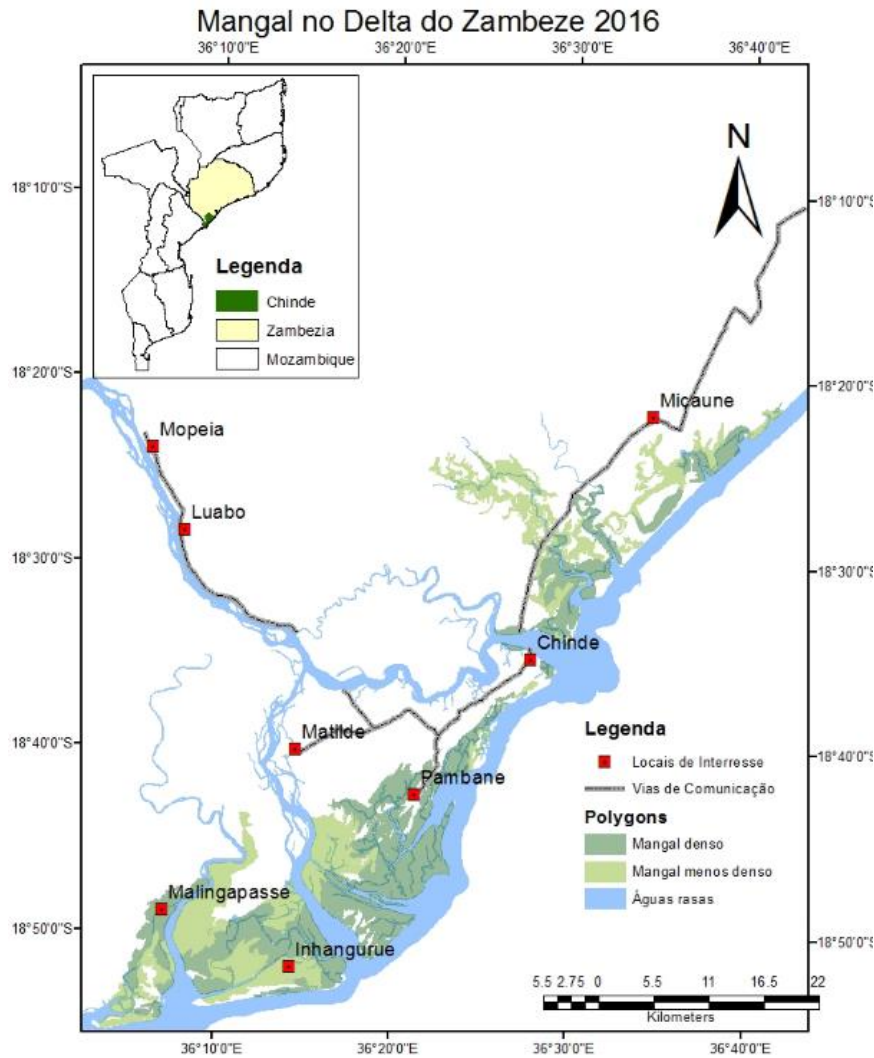 Mangal no Delta do Zambeze 2016
36°10'0"E 36°20'0"E 36°30'0"E 36°40'0"E
N
18°10'0"S 18°10'0"S
Legenda
Chinde
Zambezia
Mozambique
18°20'0"S 18°20'0"S
Miçaune
Mopeia
Luabo
18°30'0"S 18°30'0"S
Chinde
Legenda
Matilde
Locais de Interresse
18°40'0"S 18°40'0"S
Pambane
Vias de Comunicação
Polygons
Mangal denso
Mangal menos denso
Águas rasas
Malingapasse
18°50'0"S 18°50'0"S
Inhangurue
5.5 2.75 0 5.5 11 16.5 22
Kilometers
36°10'0"E 36°20'0"E 36°30'0"E 36°40'0"E